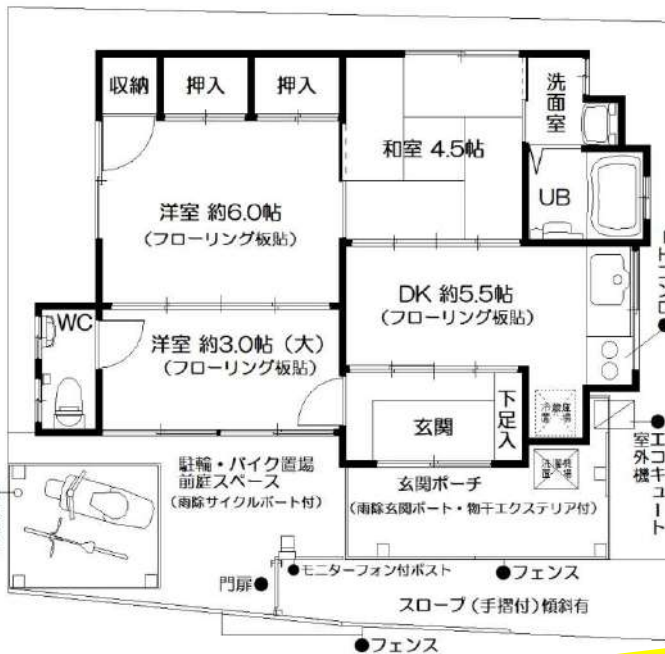 収納
押入
押入
洗面室
和室 4.5帖
洋室 約6.0帖
(フローリング板貼)
UB
DK 約5.5帖
(フローリング板貼)
WC
洋室 約3.0帖(大)
(フローリング板貼)
玄関
下足入
エコキュート
室外機
駐輪・バイク置場
前庭スペース
(雨除サイクルポート付)
玄関ポーチ
(雨除玄関ポート・物干エクステリア付)
門扉●
●モニターフォン付ポスト
●フェンス
スロープ(手摺付)傾斜有
●フェンス